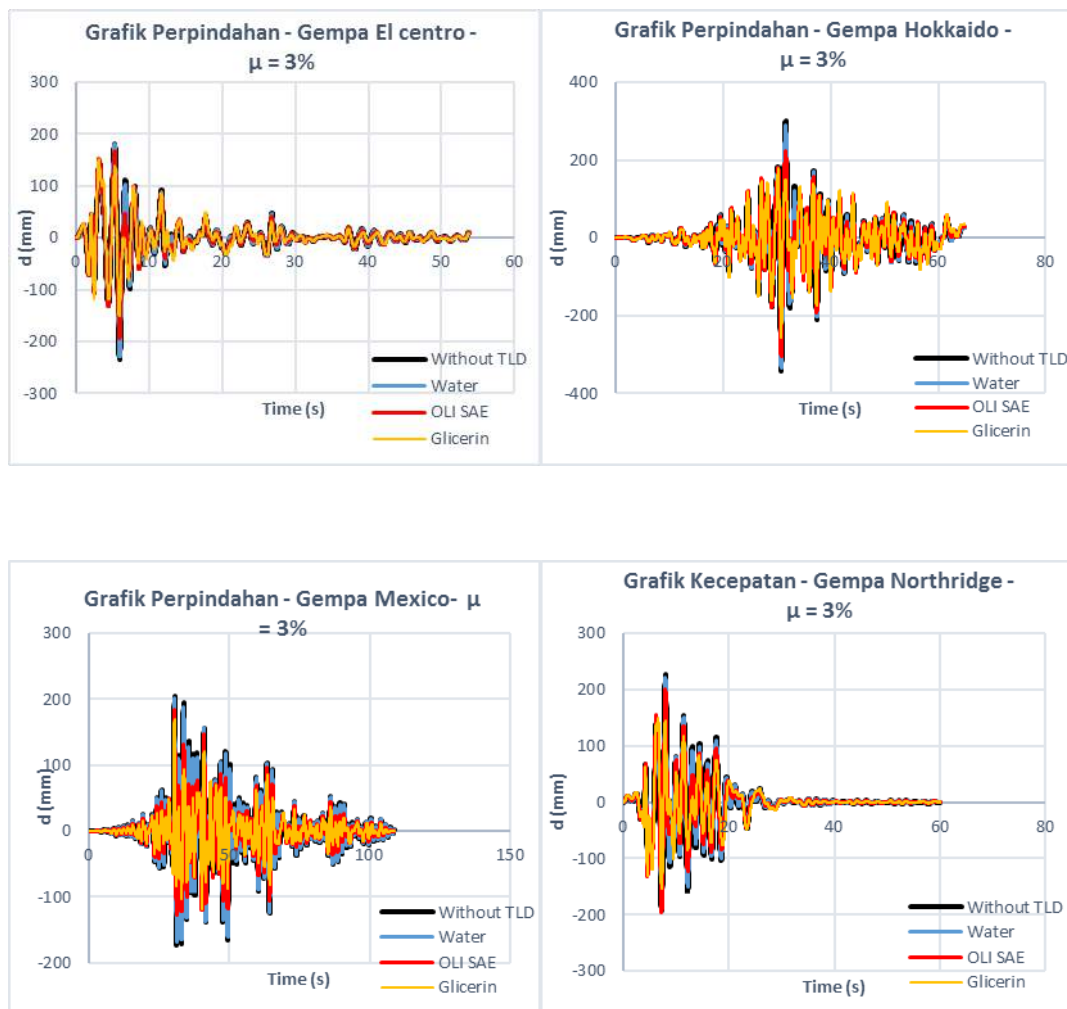 Grafik Perpindahan - Gempa El centro -
μ = 3%
300
200
100
0
-100
-200
-300
d (mm)
0
10
20
30
40
50
60
Time (s)
Without TLD
Water
OLI SAE
Glicerin
Grafik Perpindahan - Gempa Hokkaido -
μ = 3%
400
200
0
-200
-400
d (mm)
0
20
40
60
80
Time (s)
Without TLD
Water
OLI SAE
Glicerin
Grafik Perpindahan - Gempa Mexico- μ
= 3%
300
200
100
0
-100
-200
d (mm)
0
50
100
150
Time (s)
Without TLD
Water
OLI SAE
Glicerin
Grafik Kecepatan - Gempa Northridge -
μ = 3%
300
200
100
0
-100
-200
-300
d (mm)
0
20
40
60
80
Time (s)
Without TLD
Water
OLI SAE
Glicerin